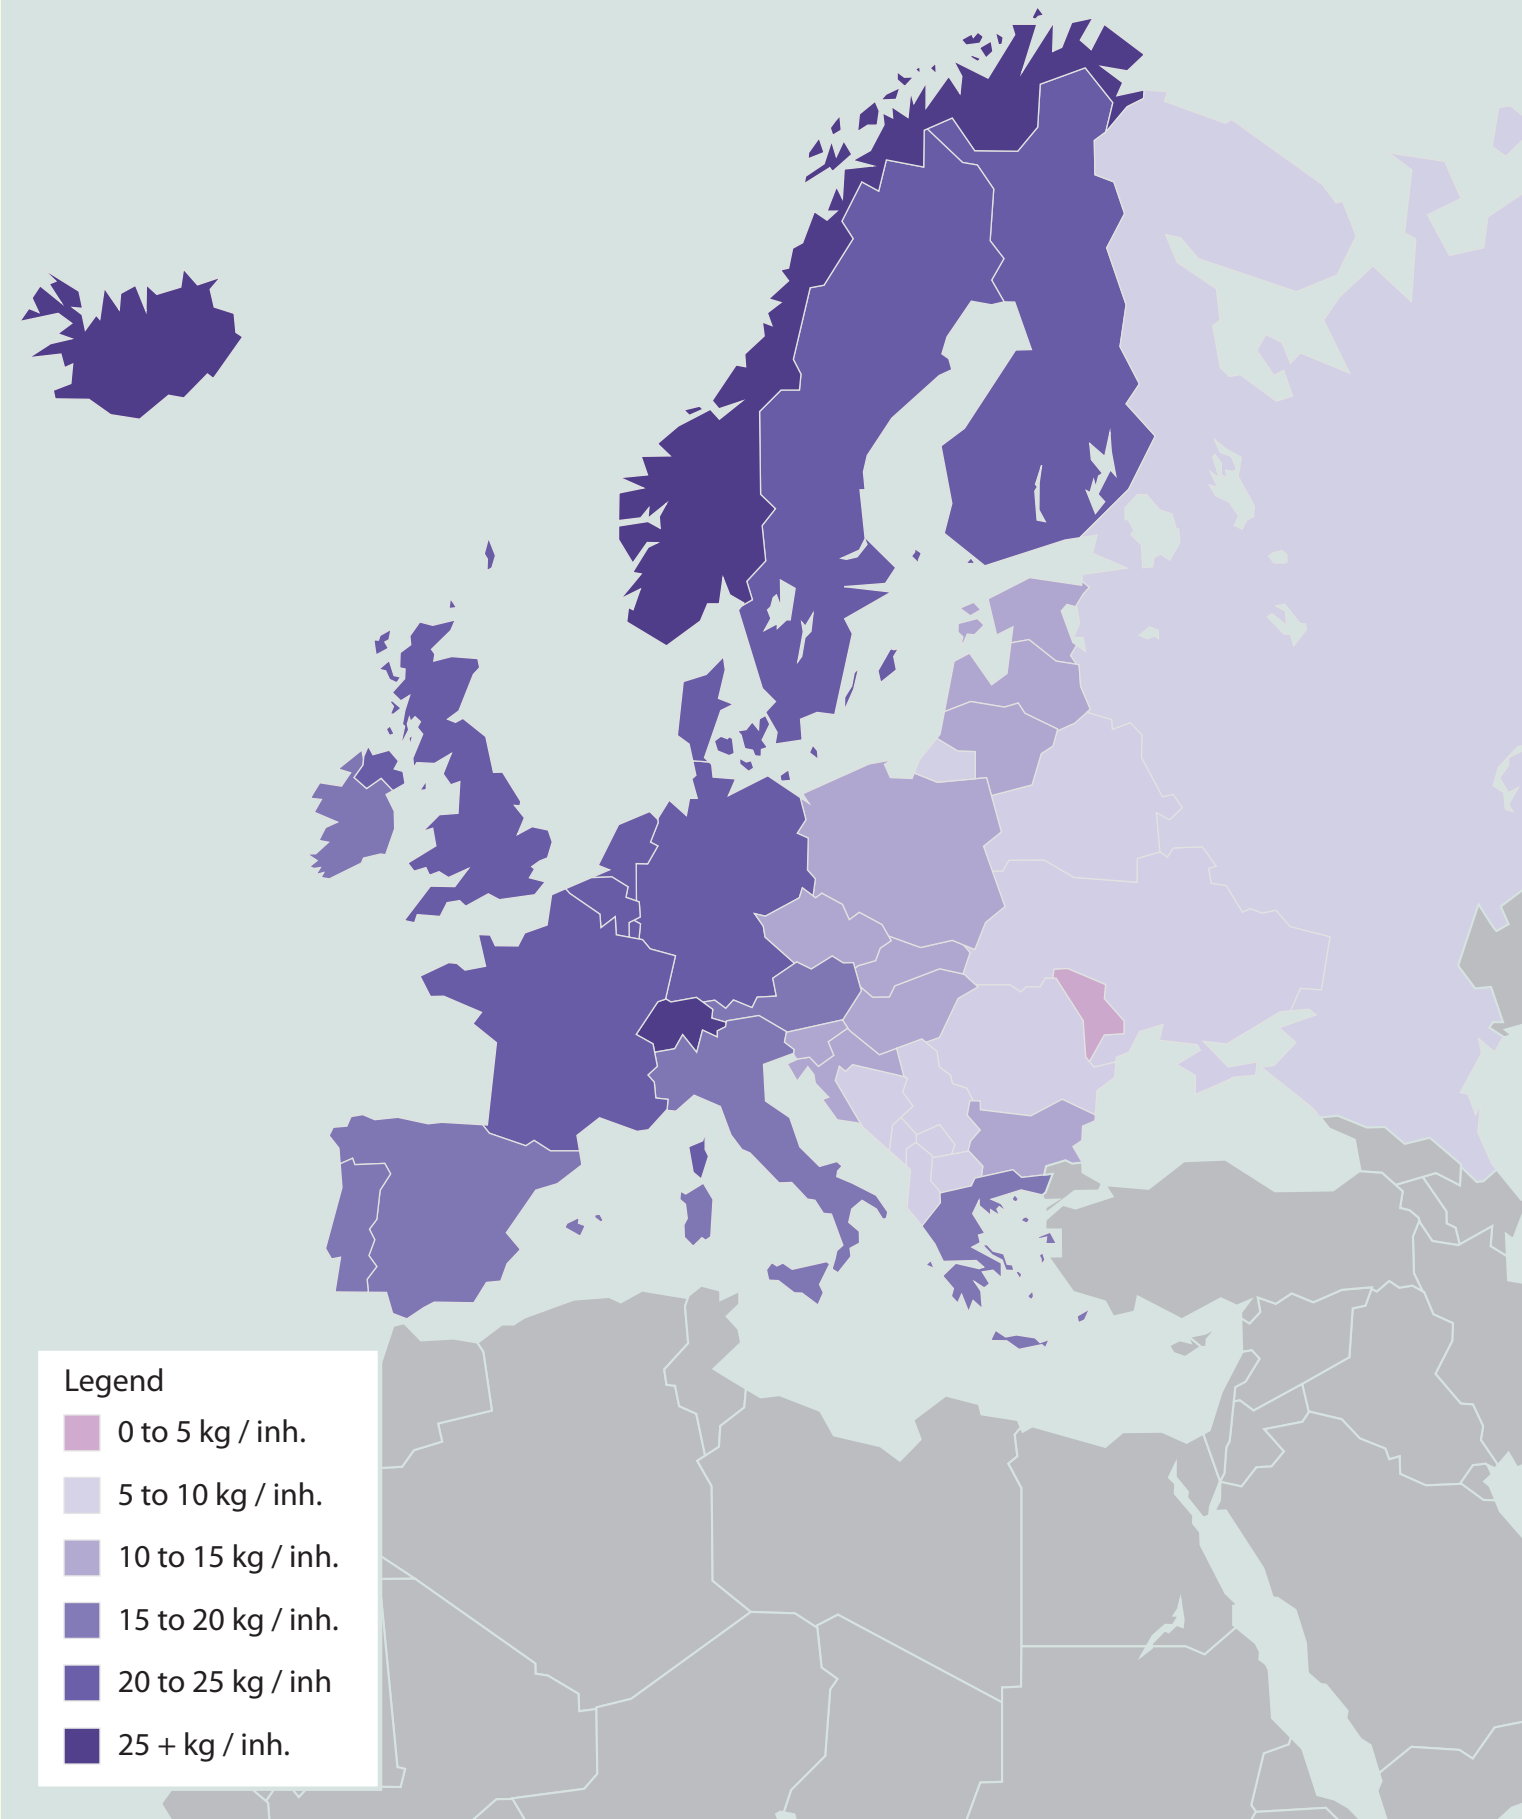 Legend
0 to 5 kg / inh.
5 to 10 kg / inh.
10 to 15 kg / inh.
15 to 20 kg / inh.
20 to 25 kg / inh
25 + kg / inh.